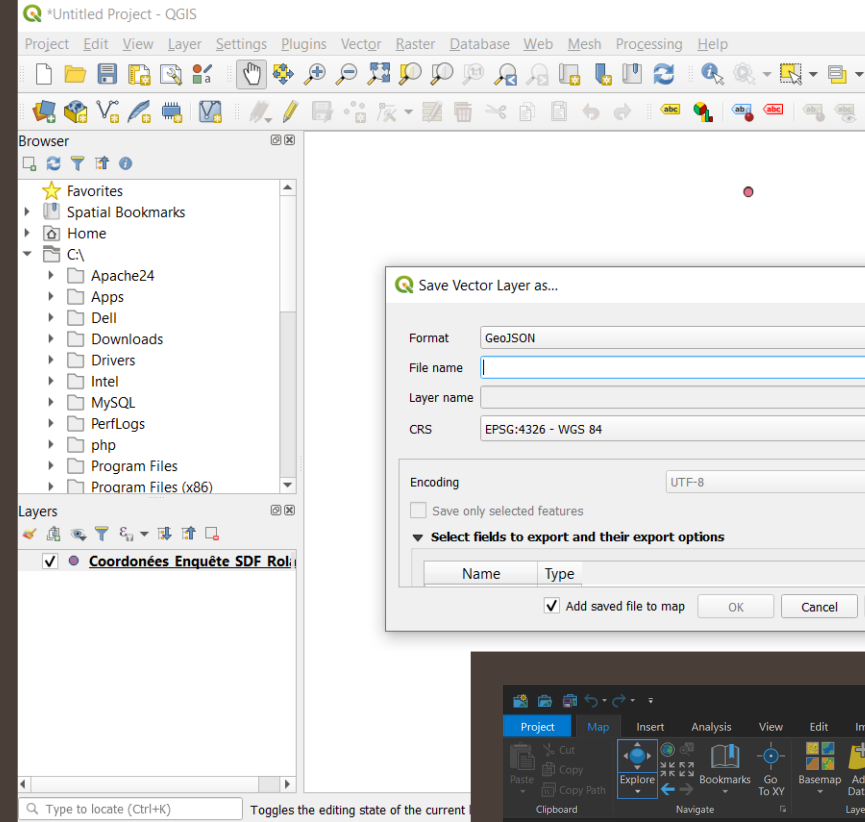 *Untitled Project - QGIS
Project Edit View Layer Settings Plugins Vector Raster Database Web Mesh Processing Help
abc
abc
Browser
Favorites
Spatial Bookmarks
Home
C:\
Apache24
Apps
Dell
Downloads
Drivers
Intel
MySQL
PerfLogs
php
Program Files
Program Files (x86)
Save Vector Layer as...
Format GeoJSON
File name
Layer name
CRS EPSG:4326 - WGS 84
Encoding UTF-8
Save only selected features
Select fields to export and their export options
Name Type
Add saved file to map OK Cancel
Layers
Coordonées Enquête SDF
Type to locate (Ctrl+K) Toggles the editing state of the current
Project Map Insert Analysis View Edit
Paste Cut
Copy
Copy Path
Explore
Bookmarks
Go To XY
Basemap
Clipboard Navigate